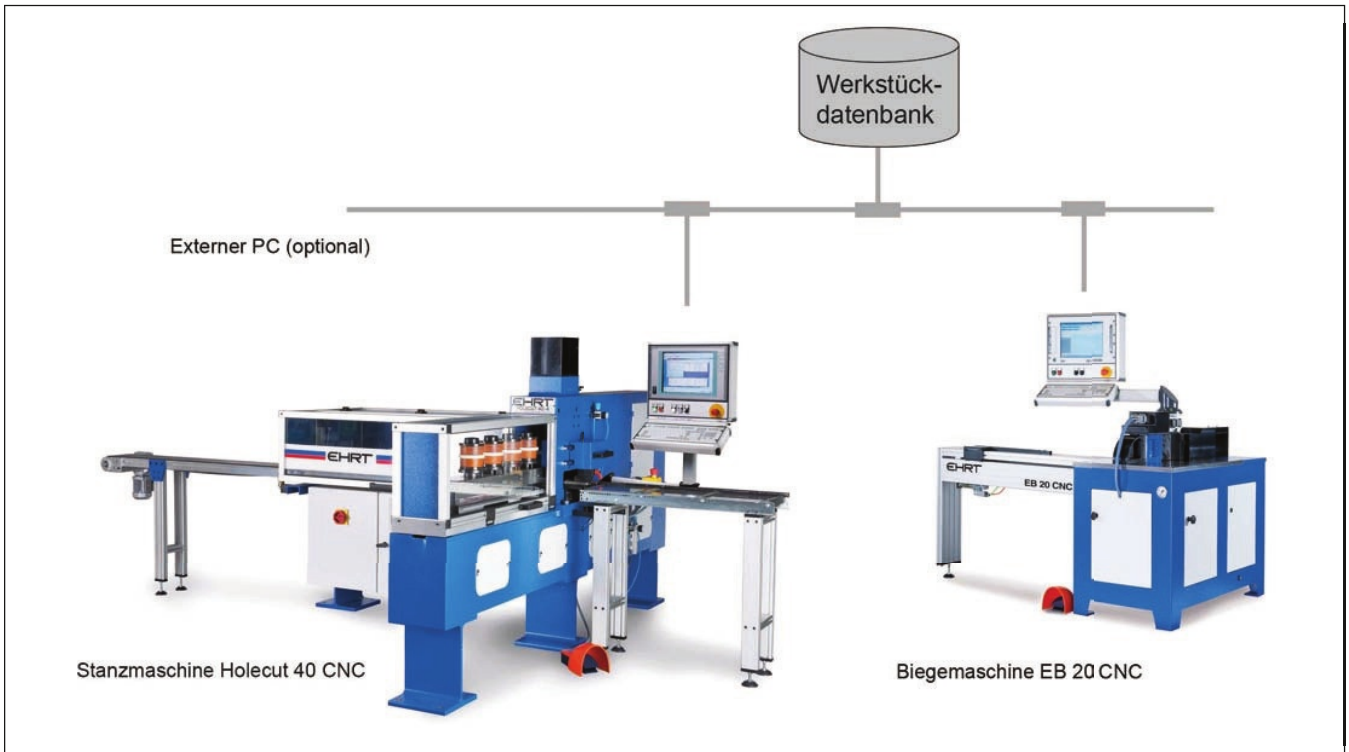 Werkstück-
datenbank
Externer PC (optional)
EHRT
EHRT
EHRT
EB 20 CNC
Stanzmaschine Holecut 40 CNC
Biegemaschine EB 20 CNC